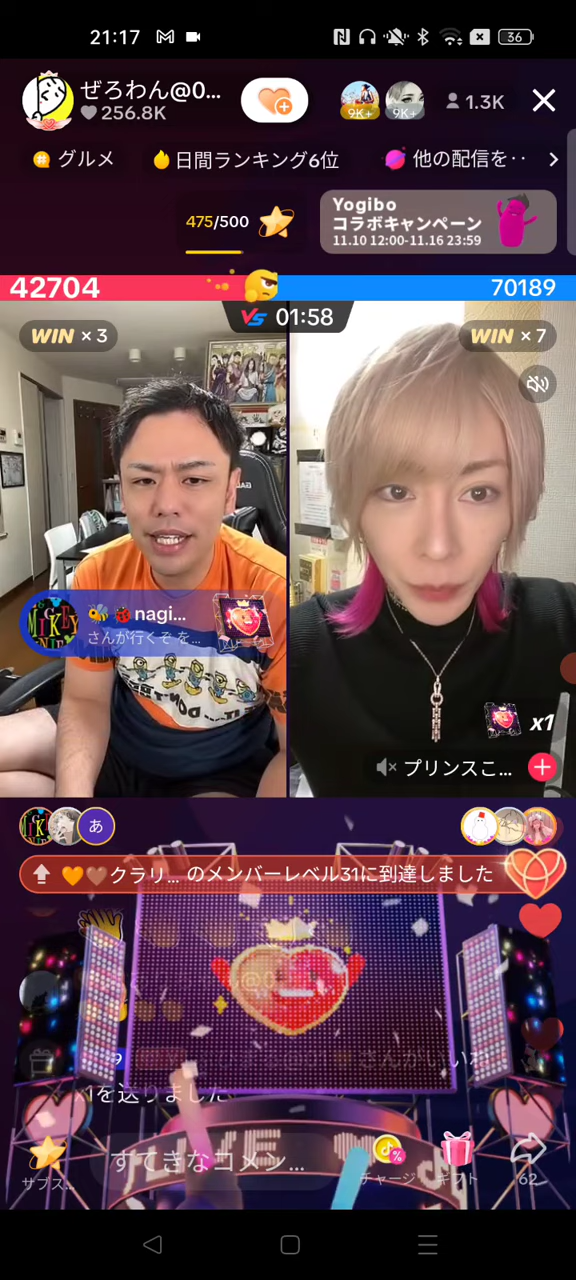 21:17
36
ぜろわん@0...
256.8K
9K+
9K+
1.3K
グルメ
日間ランキング6位
他の配信を‥
475/500
Yogibo
コラボキャンペーン
11.10 12:00-11.16 23:59
42704
70189
VS 01:58
WIN × 3
WIN × 7
nagi...
さんが行くぞ を...
x1
プリンスこ...
あ
クラリ... のメンバーレベル31に到達しました
x1を送りました
LIVE
すてきなコメン...
サブス...
チャージ
ギフト
62